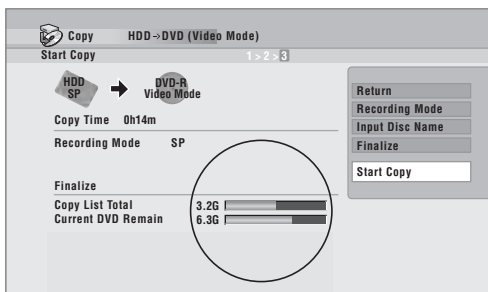 Copy HDD→DVD (Video Mode)
Start Copy 1 > 2 > 3
HDD
SP
DVD-R
Video Mode
Copy Time 0h14m
Recording Mode SP
Finalize
Copy List Total 3.2G
Current DVD Remain 6.3G
Return
Recording Mode
Input Disc Name
Finalize
Start Copy